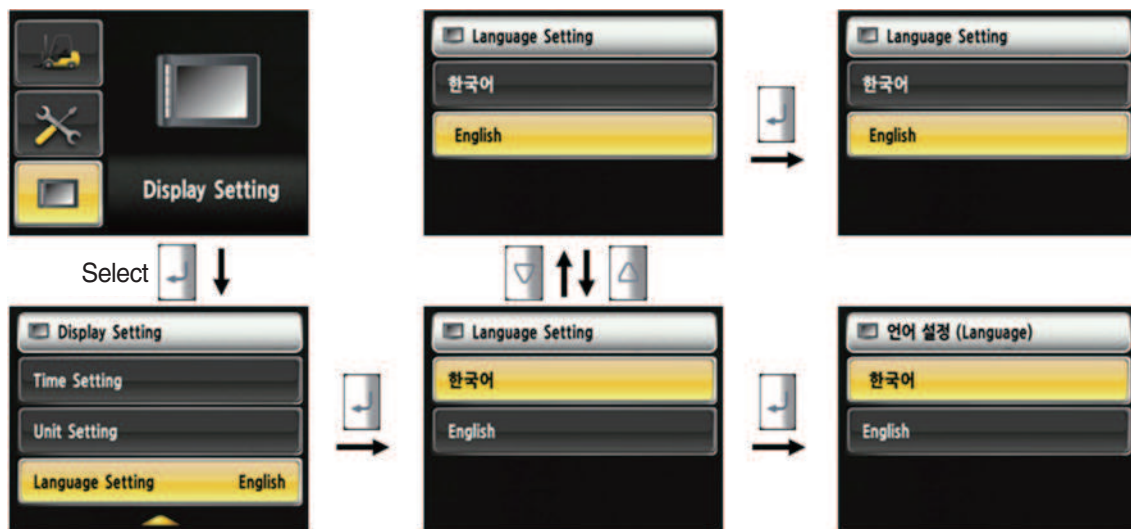 Display Setting
Select
Display Setting
Time Setting
Unit Setting
Language Setting English
Language Setting
한국어
English
Language Setting
한국어
English
Language Setting
한국어
English
언어 설정 (Language)
한국어
English